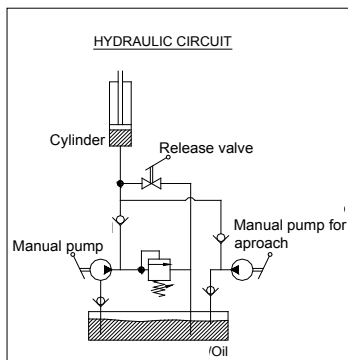 HYDRAULIC CIRCUIT
Cylinder
Release valve
Manual pump
Manual pump for
aproach
/Oil